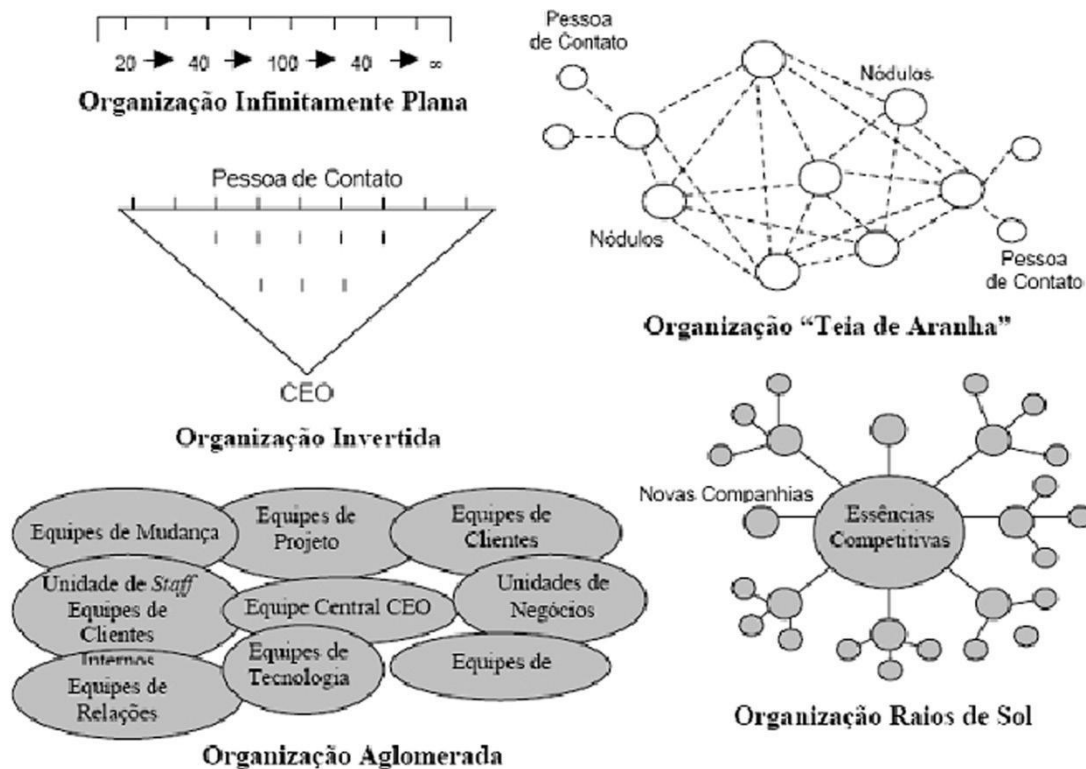 20 40 100 40 ∞
Organização Infinitamente Plana
Pessoa de Contato
CEO
Organização Invertida
Pessoa
de Contato
Nódulos
Nódulos
Pessoa
de Contato
Organização “Teia de Aranha”
Equipes de Mudança
Equipes de
Projeto
Equipes de
Clientes
Unidade de Staff
Equipes de
Clientes
Internos
Equipe Central CEO
Unidades de
Negócios
Equipes de
Relações
Equipes de
Tecnologia
Equipes de
Organização Aglomerada
Novas Companhias
Essências
Competitivas
Organização Raios de Sol